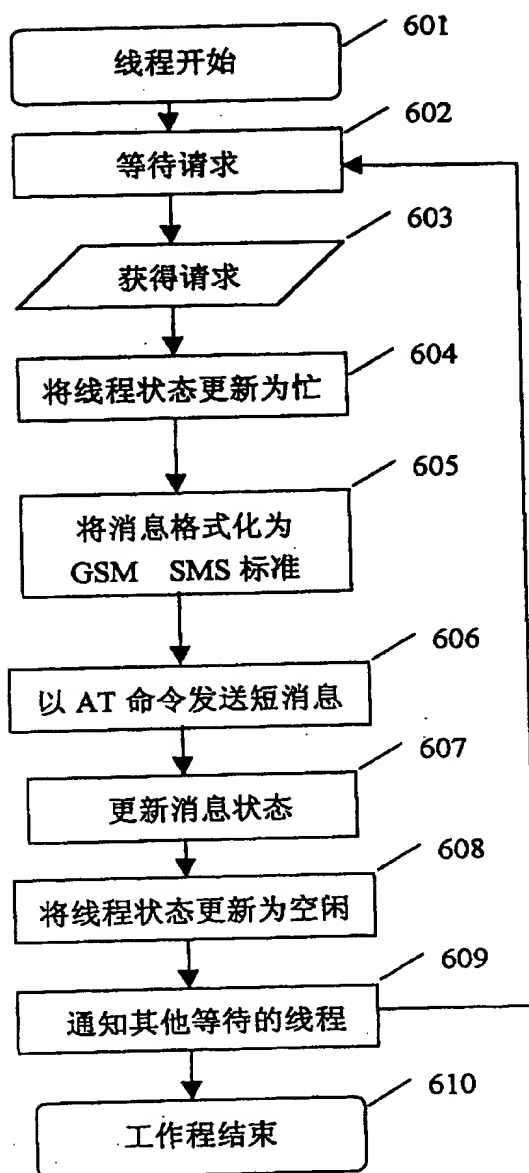 线程开始
601
等待请求
602
获得请求
603
将线程状态更新为忙
604
将消息格式化为
GSM SMS 标准
605
以 AT 命令发送短消息
606
更新消息状态
607
将线程状态更新为空闲
608
通知其他等待的线程
609
工作程结束
610